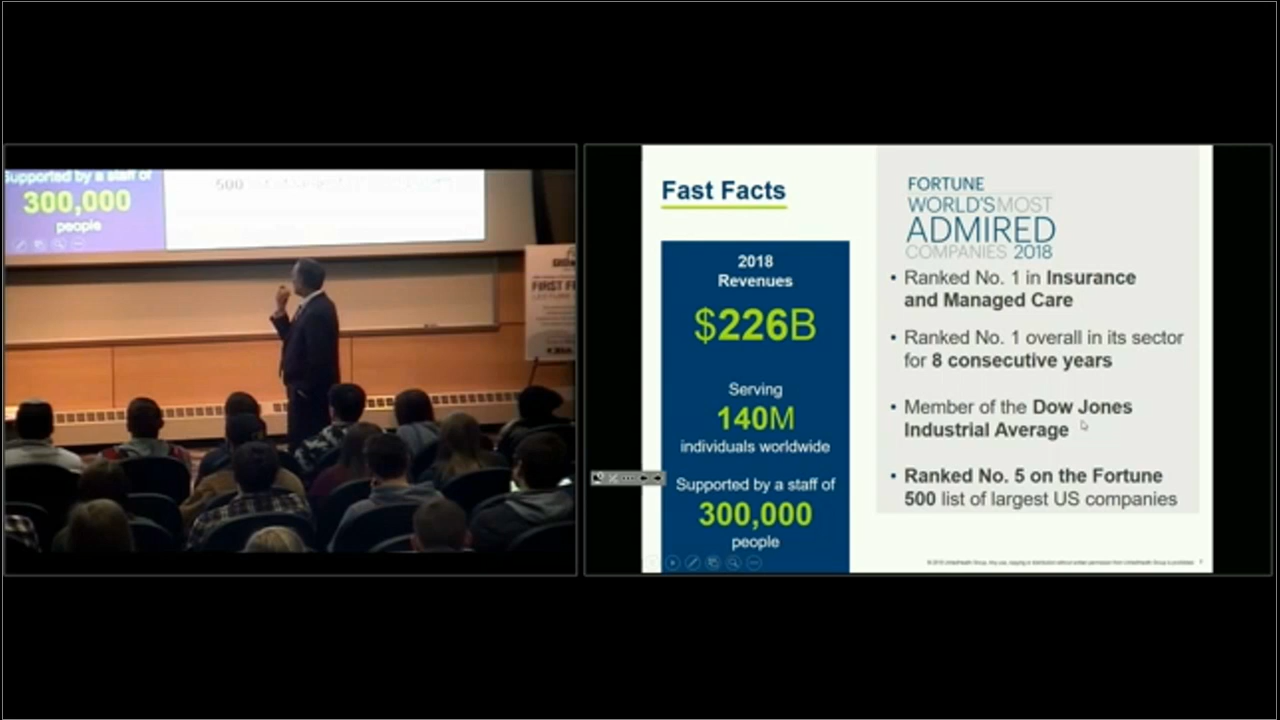 Supported by a staff of
300,000
people
500
FIRST
Fast Facts
2018
Revenues
$226B
Serving
140M
individuals worldwide
Supported by a staff of
300,000
people
FORTUNE
WORLD'S MOST
ADMIRED
COMPANIES 2018
• Ranked No. 1 in Insurance
and Managed Care
• Ranked No. 1 overall in its sector
for 8 consecutive years
• Member of the Dow Jones
Industrial Average
• Ranked No. 5 on the Fortune
500 list of largest US companies